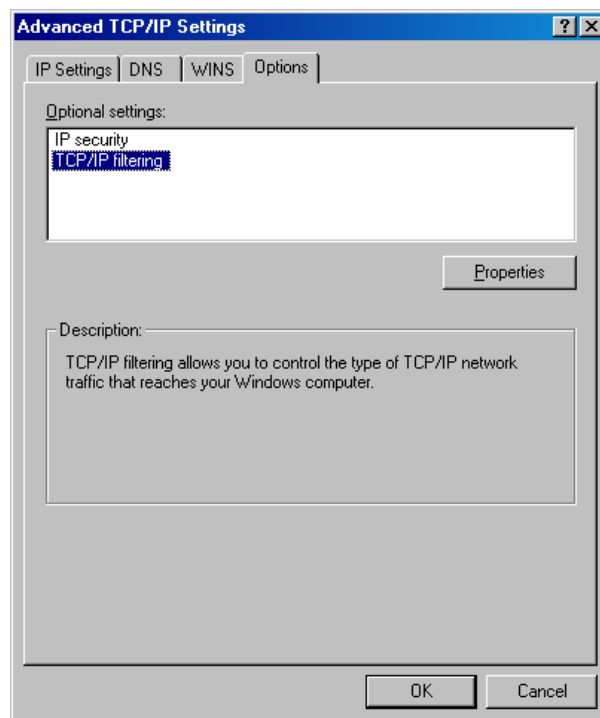 Advanced TCP/IP Settings
IP Settings DNS WINS Options
Optional settings:
IP security
TCP/IP filtering
Properties
Description:
TCP/IP filtering allows you to control the type of TCP/IP network
traffic that reaches your Windows computer.
OK Cancel